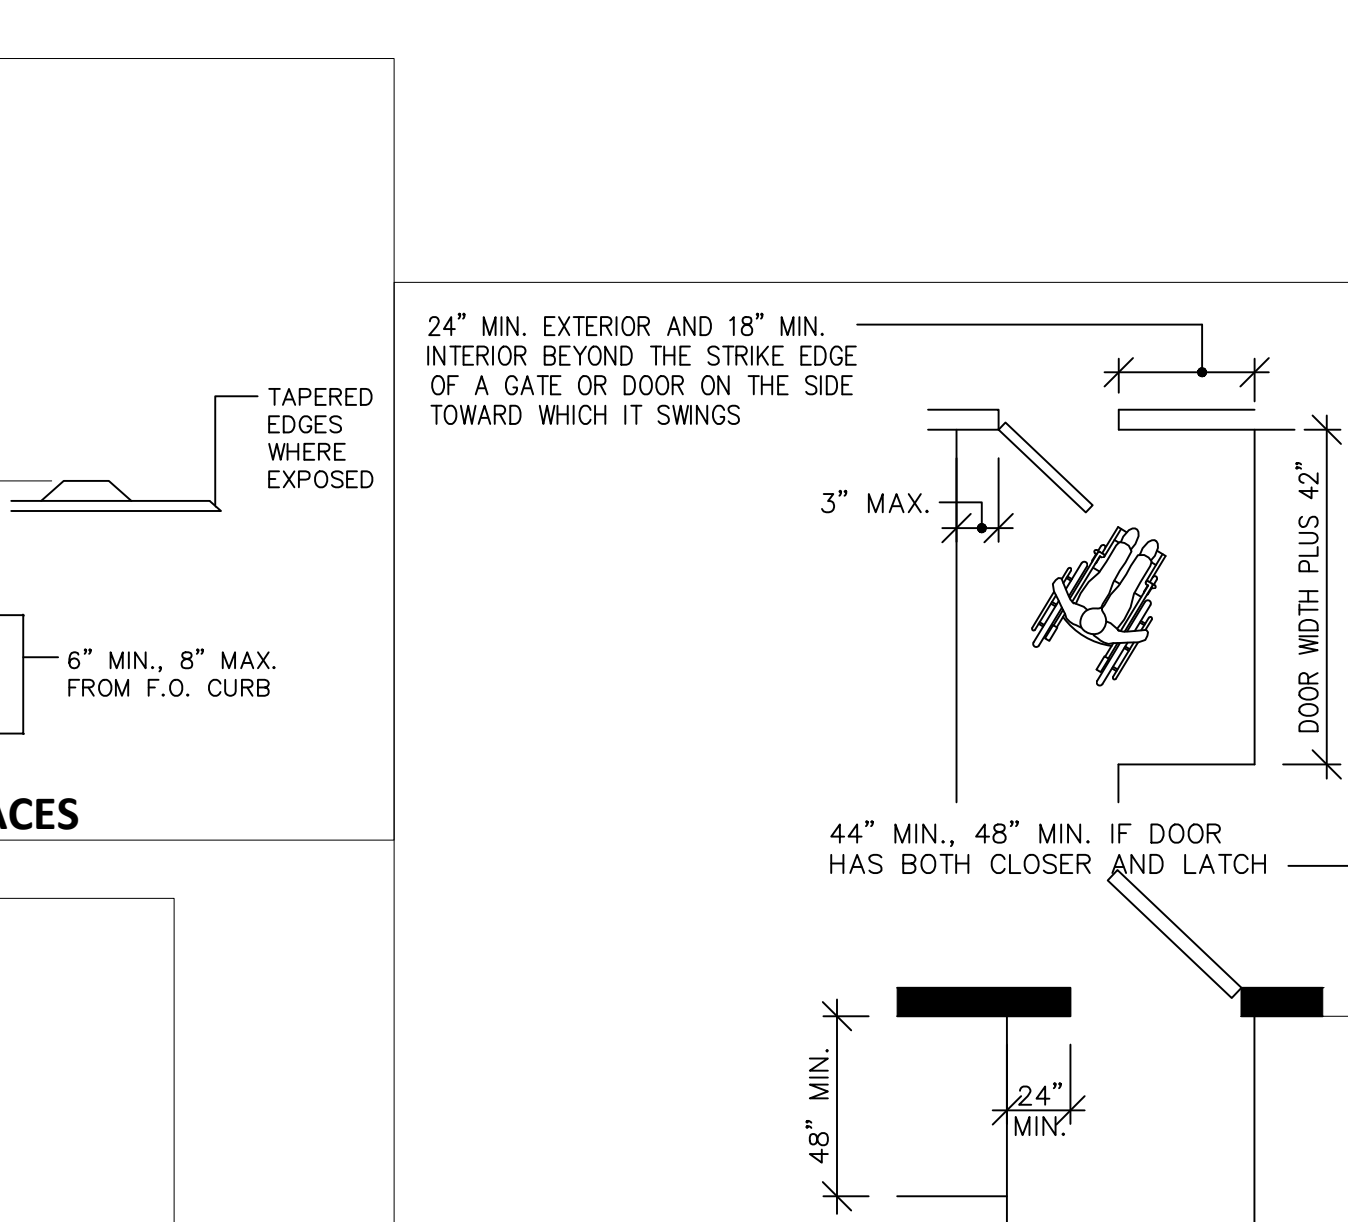 24” MIN. EXTERIOR AND 18” MIN.
INTERIOR BEYOND THE STRIKE EDGE
OF A GATE OR DOOR ON THE SIDE
TOWARD WHICH IT SWINGS
TAPERED
EDGES
WHERE
EXPOSED
3” MAX.
DOOR WIDTH PLUS 42”
6” MIN., 8” MAX.
FROM F.O. CURB
ACES
44” MIN., 48” MIN. IF DOOR
HAS BOTH CLOSER AND LATCH
48” MIN.
24”
MIN.